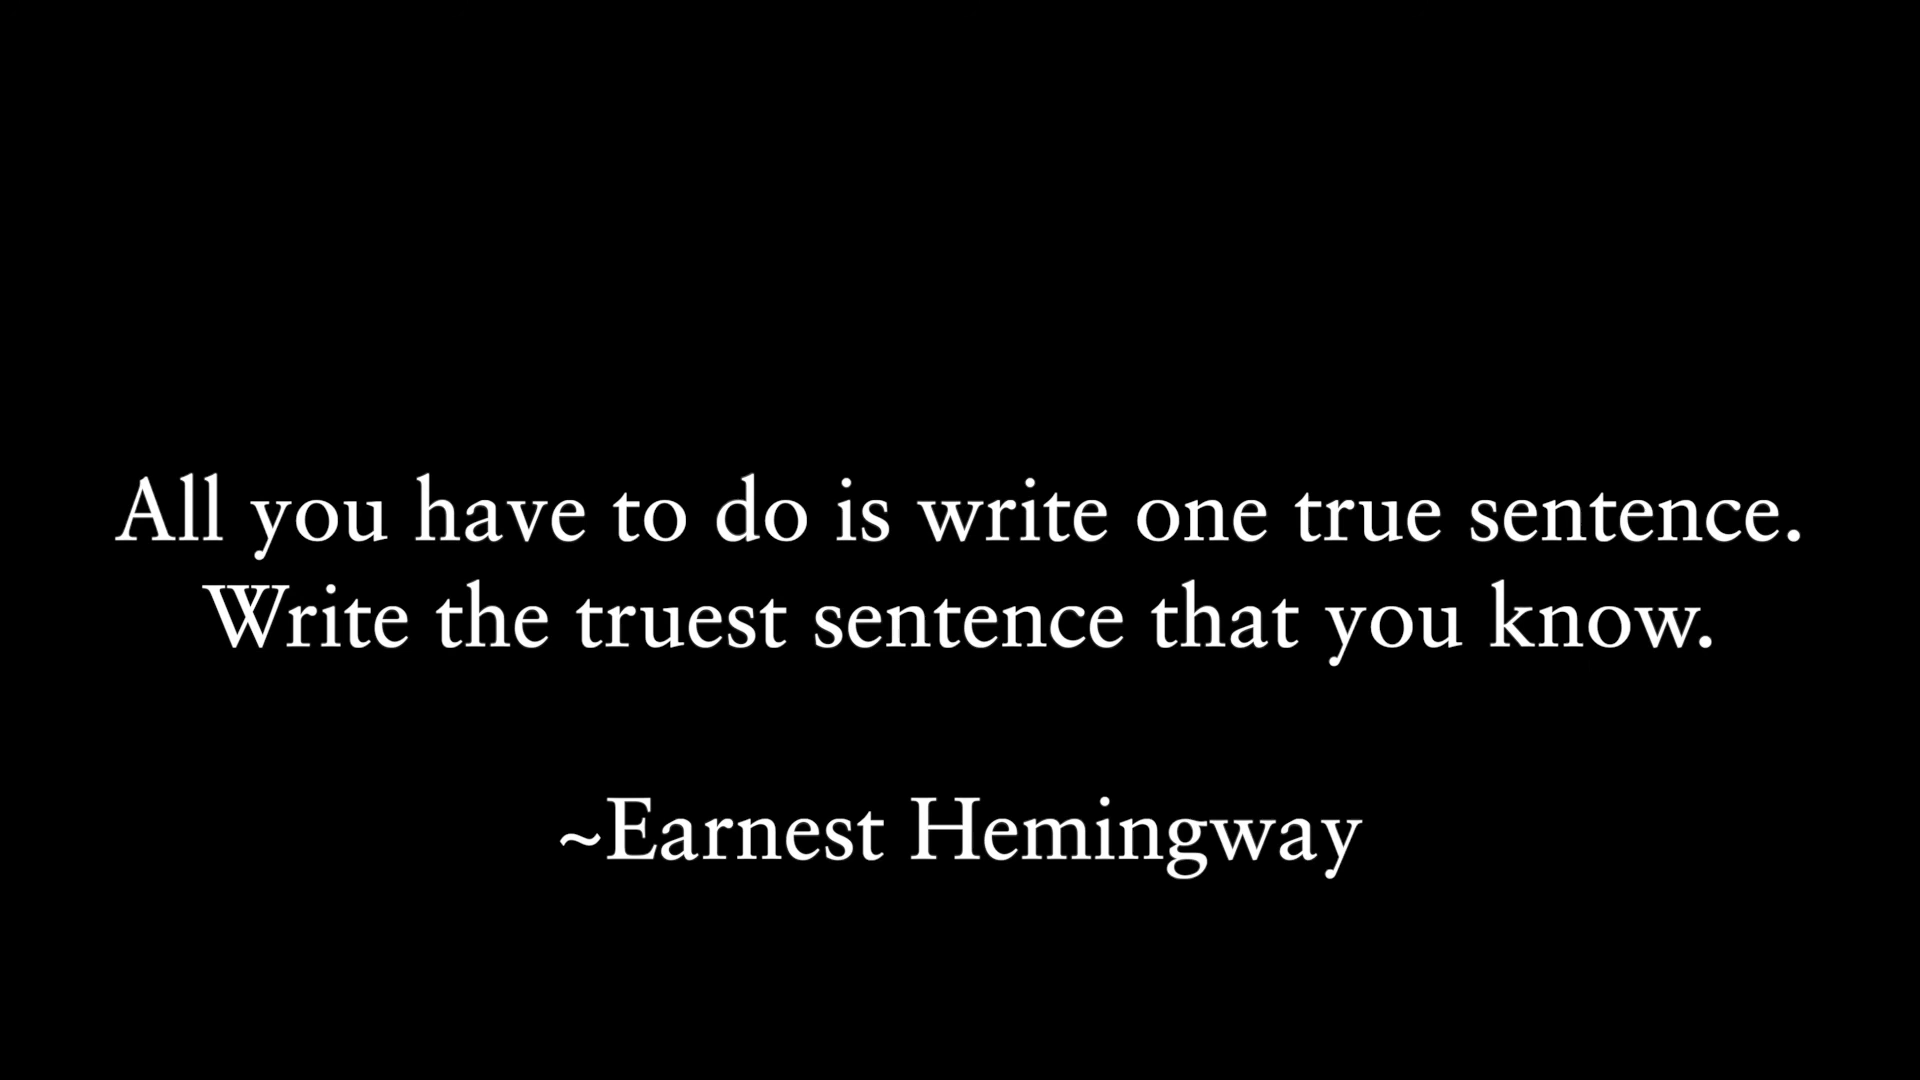 All you have to do is write one true sentence.
Write the truest sentence that you know.
~Earnest Hemingway